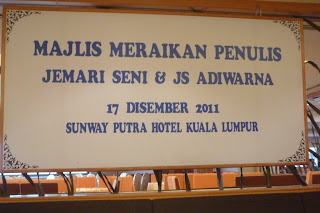 MAJLIS MERAIKAN PENULIS
JEMARI SENI & JS ADIWARNA
17 DISEMBER 2011
SUNWAY PUTRA HOTEL KUALA LUMPUR